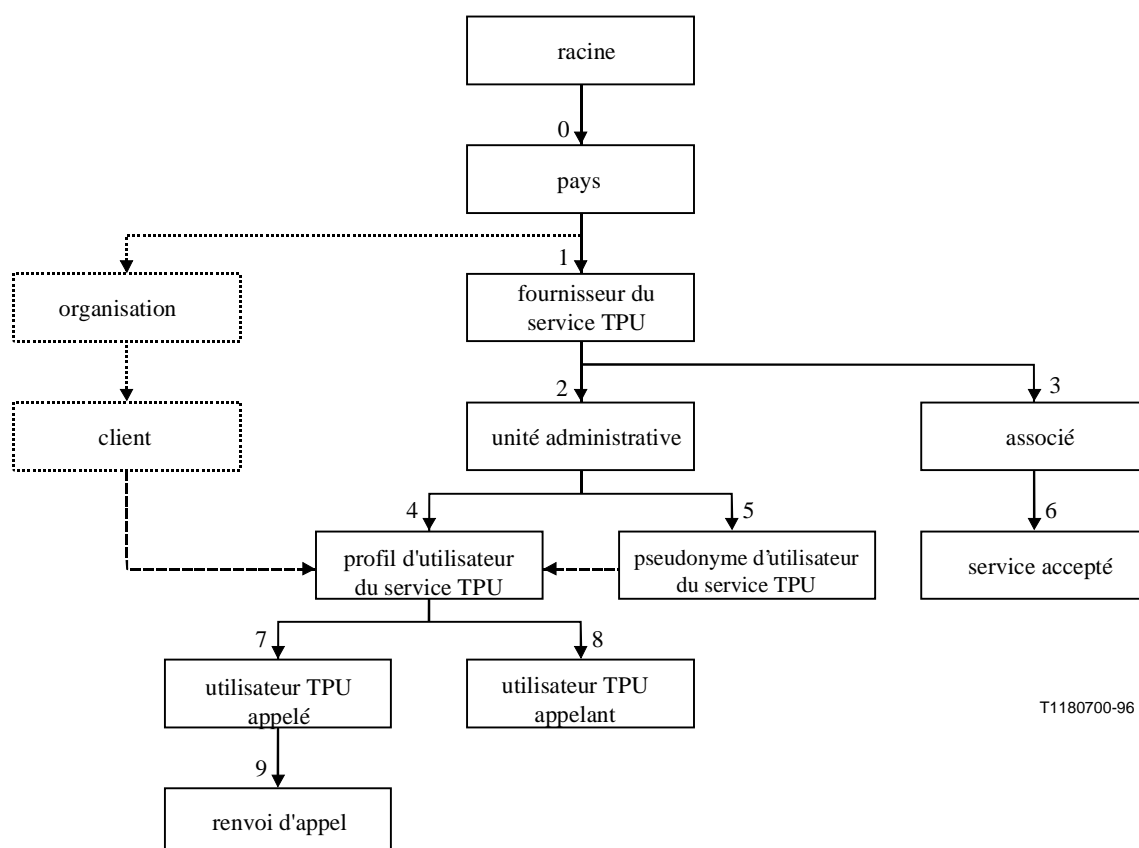 racine
0
pays
1
organisation
fournisseur du
service TPU
2
3
client
unité administrative
associé
4
5
6
profil d'utilisateur
du service TPU
pseudonyme d’utilisateur
du service TPU
service accepté
7
8
utilisateur TPU
appelé
utilisateur TPU
appelant
T1180700-96
9
renvoi d'appel